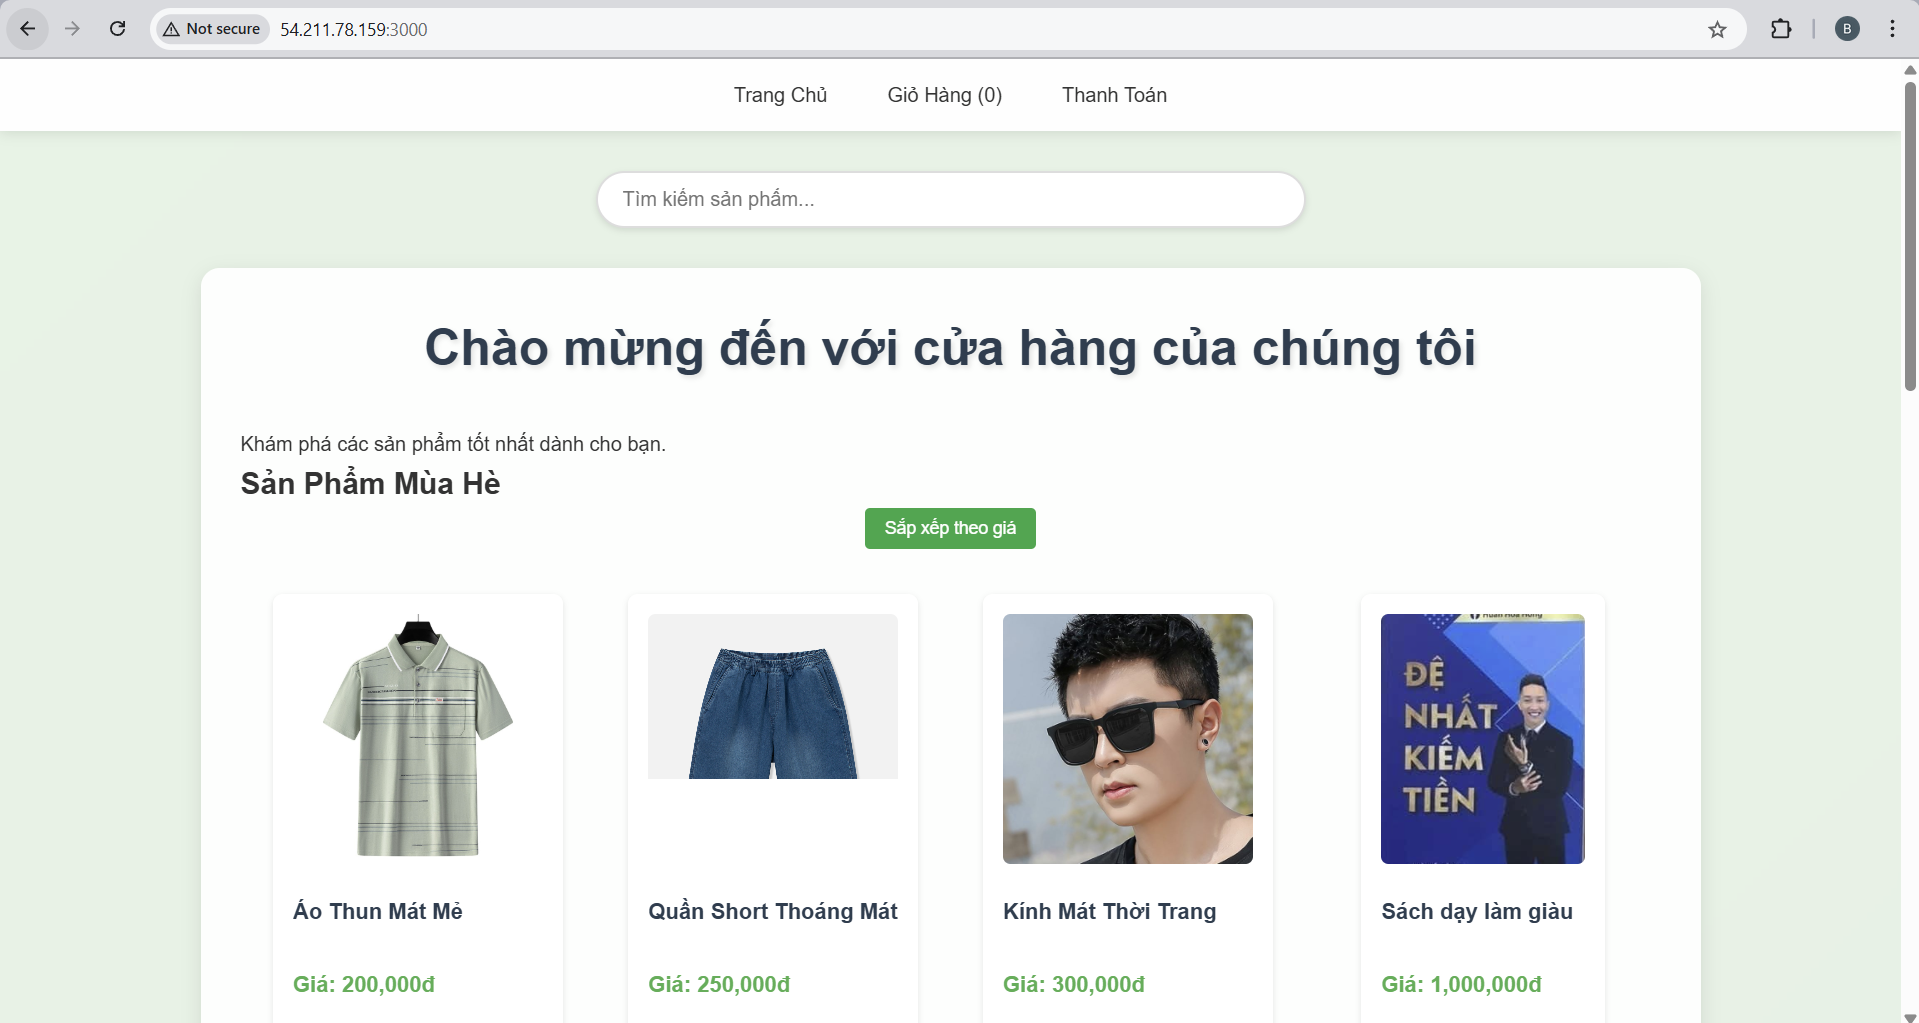 Not secure
54.211.78.159:3000
B
Trang Chủ
Giỏ Hàng (0)
Thanh Toán
Tìm kiếm sản phẩm...
Chào mừng đến với cửa hàng của chúng tôi
Khám phá các sản phẩm tốt nhất dành cho bạn.
Sản Phẩm Mùa Hè
Sắp xếp theo giá
Huấn Hoa Hồng
ĐỆ
NHẤT
KIẾM
TIỀN
Áo Thun Mát Mẻ
Quần Short Thoáng Mát
Kính Mát Thời Trang
Sách dạy làm giàu
Giá: 200,000đ
Giá: 250,000đ
Giá: 300,000đ
Giá: 1,000,000đ